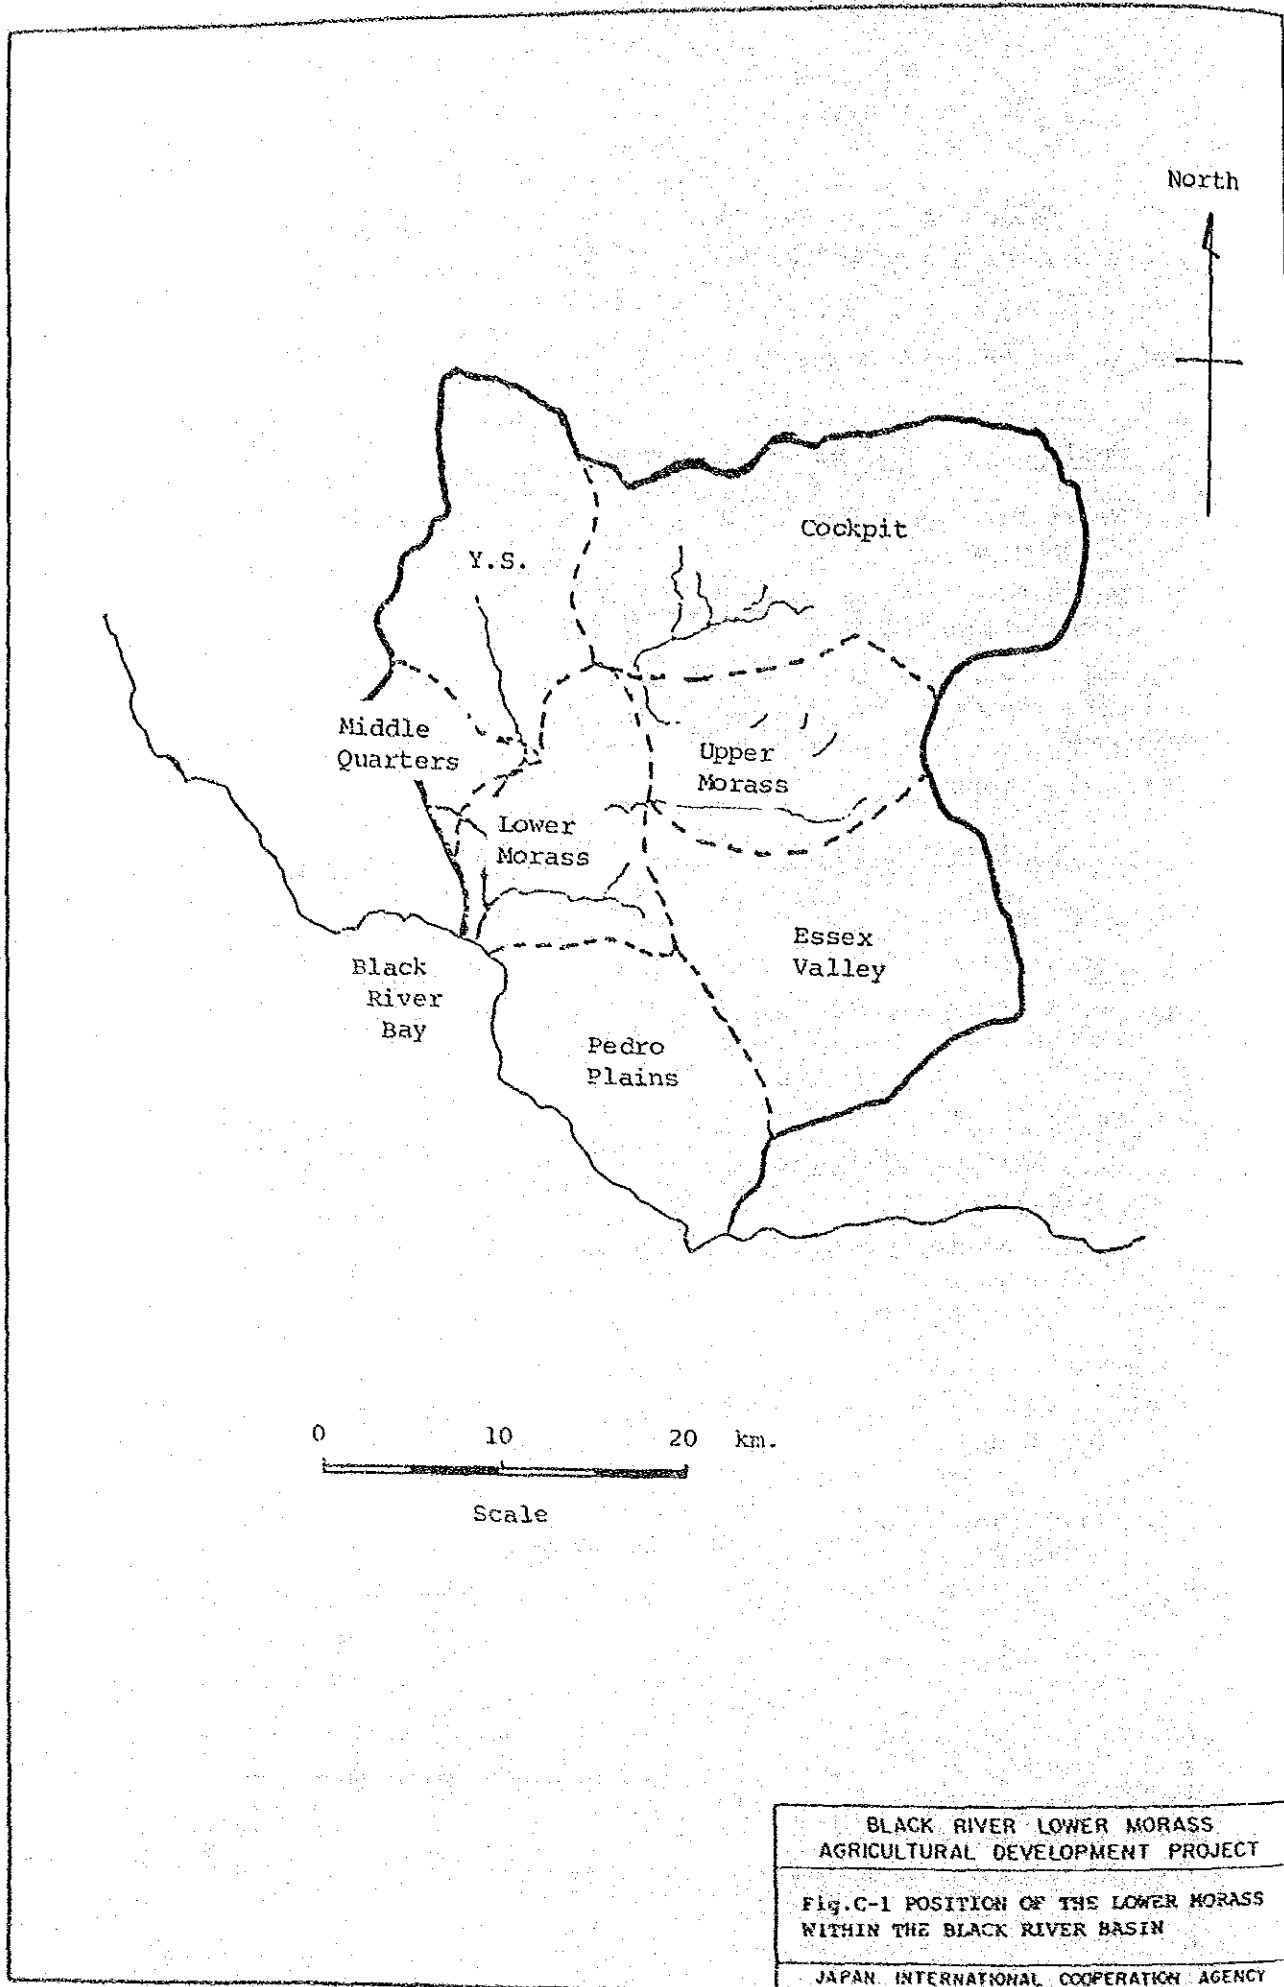 North
Cockpit
Y.S.
Middle
Quarters
Upper
Morass
Lower
Morass
Essex
Valley
Black
River
Bay
Pedro
Plains
0 10 20 km.
Scale
BLACK RIVER LOWER MORASS
AGRICULTURAL DEVELOPMENT PROJECT
Fig.C-1 POSITION OF THE LOWER MORASS
WITHIN THE BLACK RIVER BASIN
JAPAN INTERNATIONAL COOPERATION AGENCY